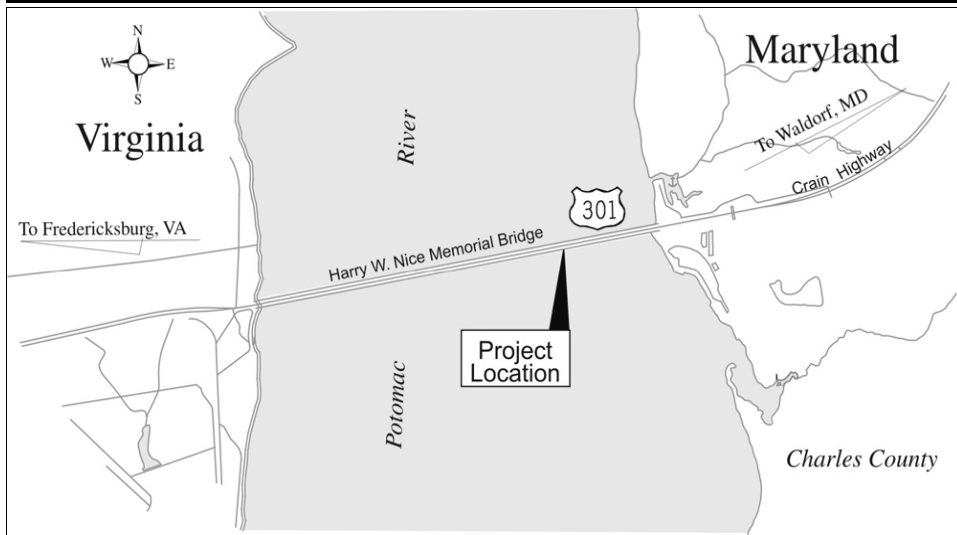 N
W E
S
Virginia
Maryland
River
To Waldorf, MD
Crain Highway
301
To Fredericksburg, VA
Harry W. Nice Memorial Bridge
Project
Location
Potomac
Charles County